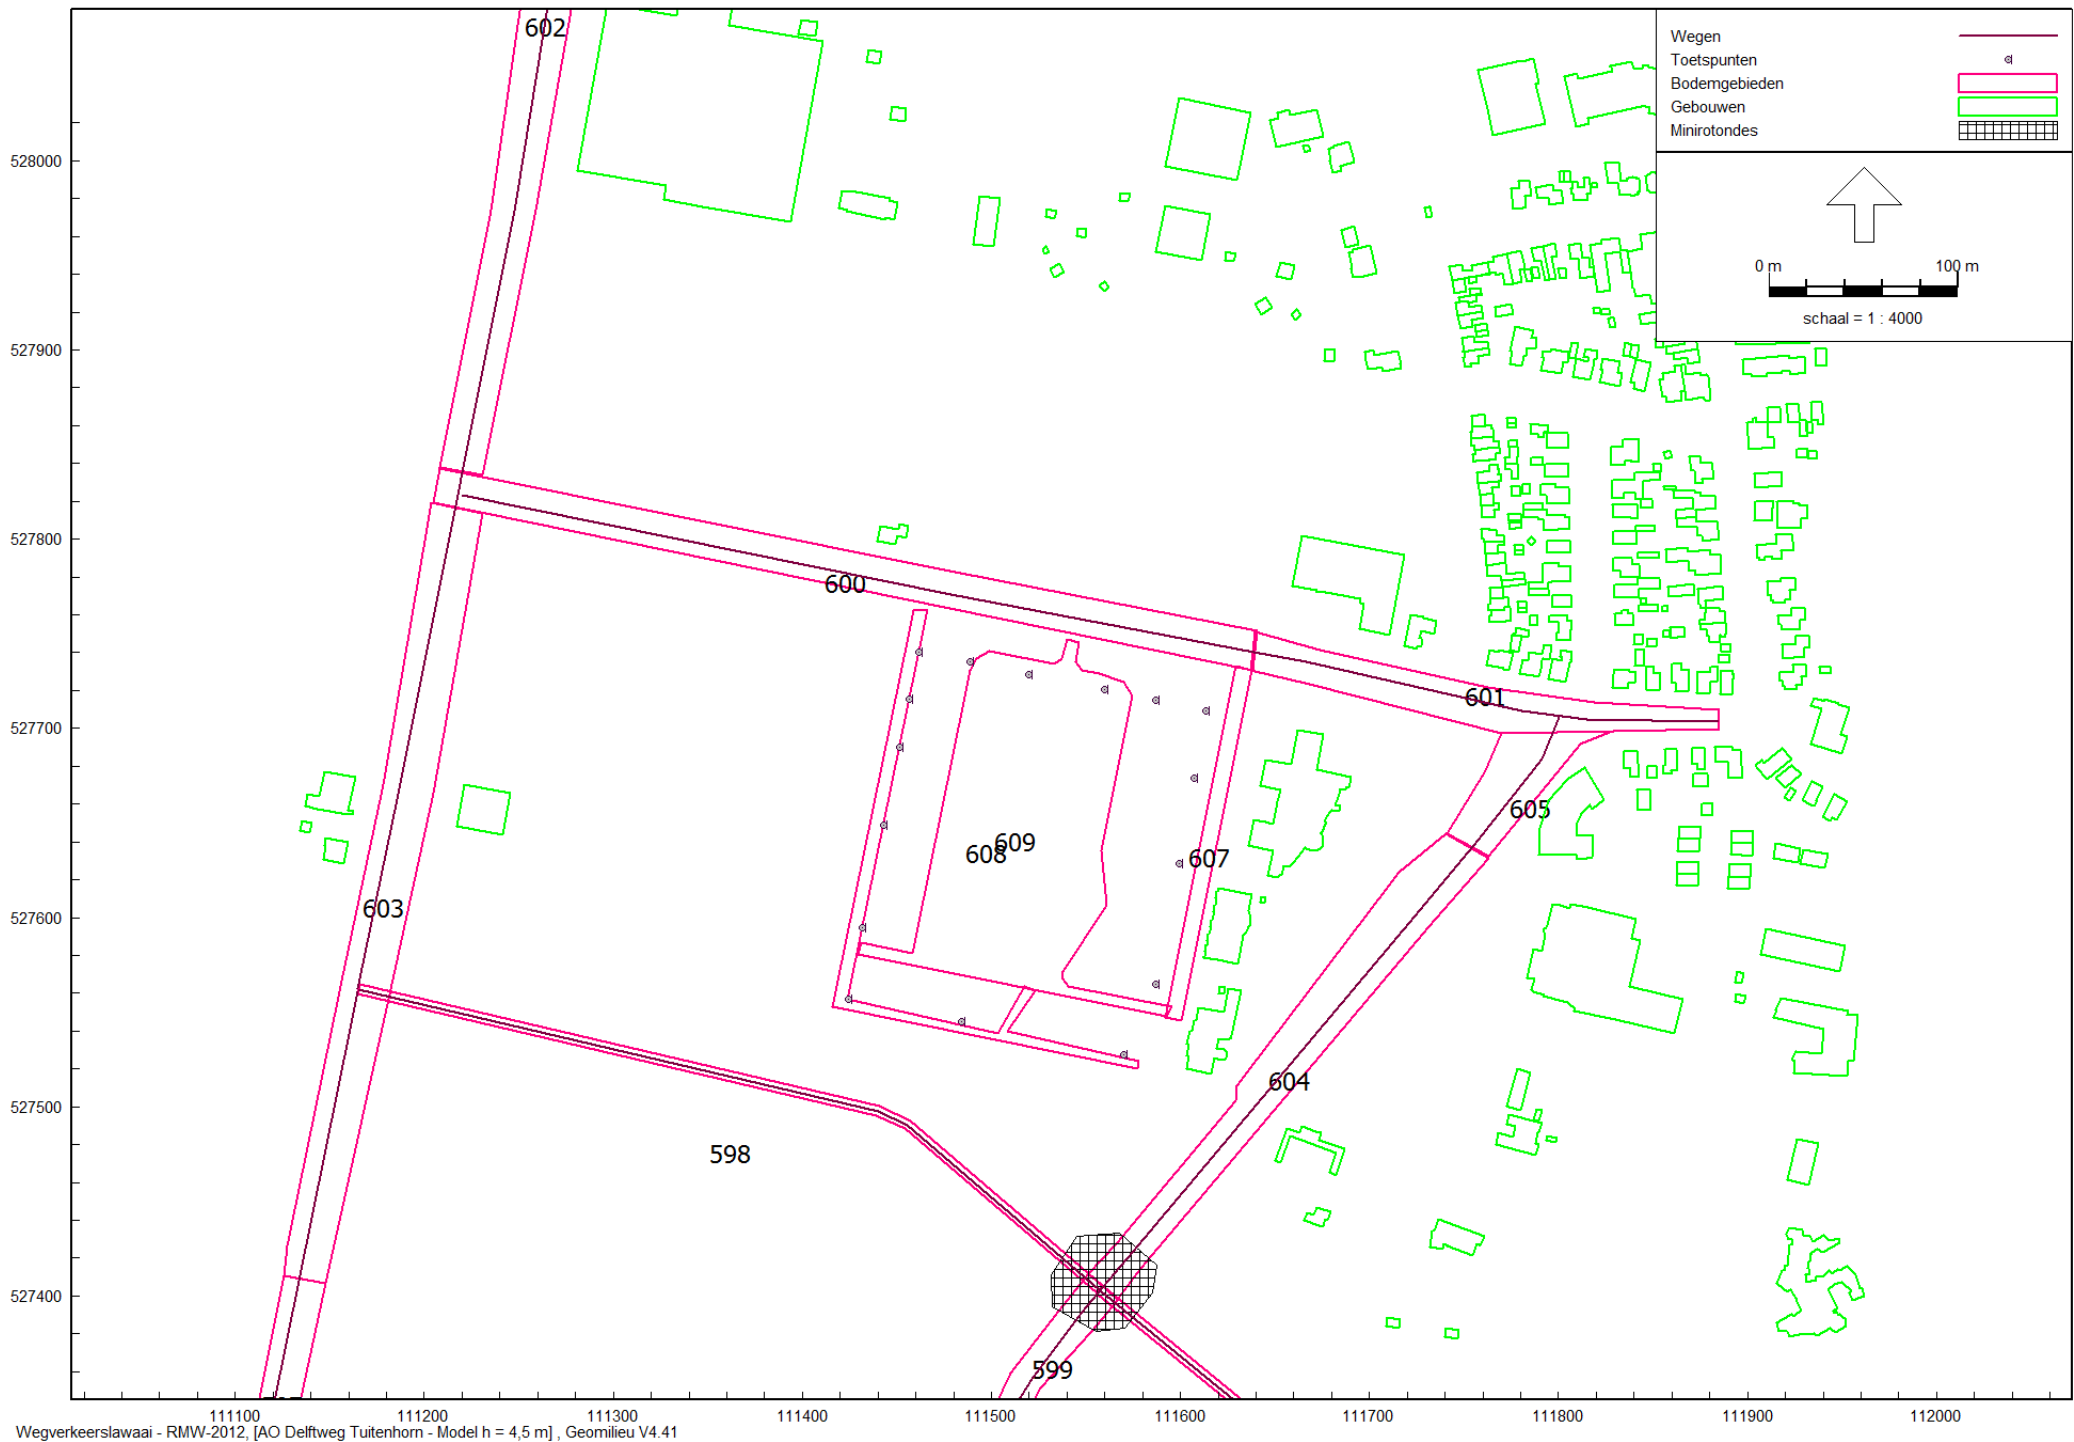 Wegen
Toetspunten
Bodemgebieden
Gebouwen
Minirotondes
0 m 100 m
schaal = 1 : 4000
602
600
601
605
609
608
607
603
604
598
599
528000
527900
527800
527700
527600
527500
527400
111100 111200 111300 111400 111500 111600 111700 111800 111900 112000
Wegverkeerslawaai - RMW-2012, [AO Delftweg Tuitenhorn - Model h = 4,5 m] , Geomilieu V4.41